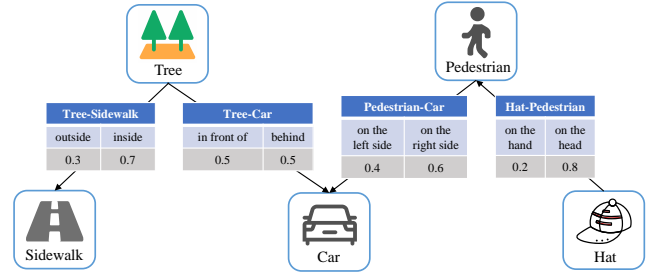 Tree
Pedestrian
Tree-Sidewalk
outside inside
0.3 0.7
Tree-Car
in front of behind
0.5 0.5
Pedestrian-Car
on the left side on the right side
0.4 0.6
Hat-Pedestrian
on the hand on the head
0.2 0.8
Sidewalk
Car
Hat